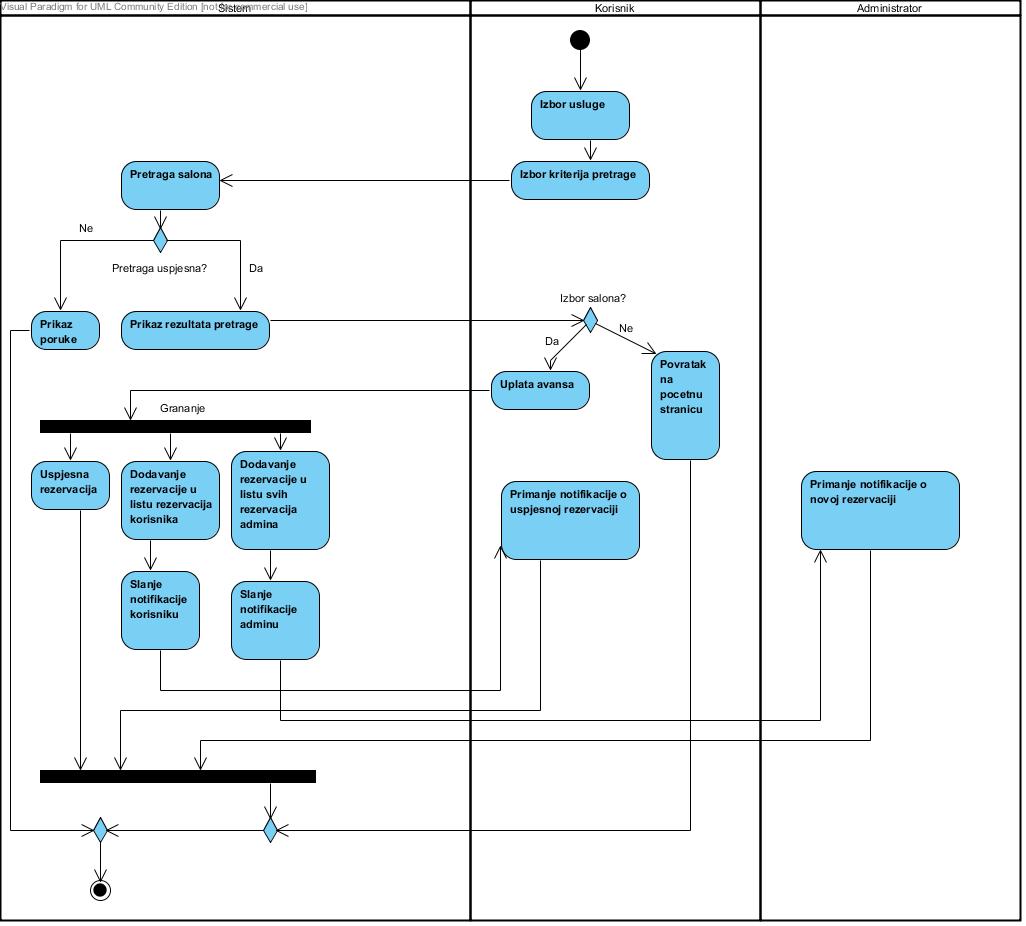 Visual Paradigm for UML Community Edition [not for commercial use]
Sistem
Korisnik
Administrator
Izbor usluge
Izbor kriterija pretrage
Pretraga salona
Ne
Pretraga uspjesna?
Da
Prikaz
poruke
Prikaz rezultata pretrage
Izbor salona?
Da
Ne
Uplata avansa
Povratak
na
pocetnu
stranicu
Grananje
Uspjesna
rezervacija
Dodavanje
rezervacije u
listu rezervacija
korisnika
Dodavanje
rezervacije u
listu svih
rezervacija
admina
Primanje notifikacije o
uspjesnoj rezervaciji
Primanje notifikacije o
novoj rezervaciji
Slanje
notifikacije
korisniku
Slanje
notifikacije
adminu